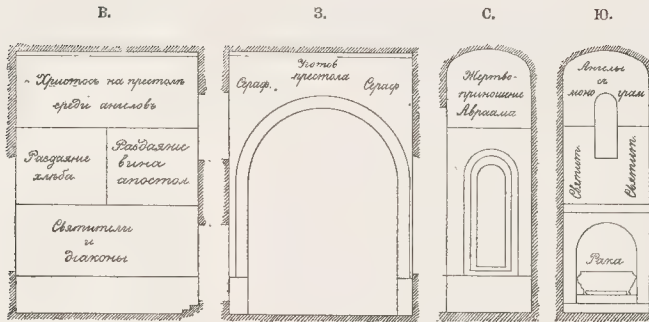 В.
Христосъ на престолѣ
среди ангеловъ
Раздаяніе
хлѣба
Раздаяніе
вина
апостол.
Святители
и
діаконы
З.
Уготов.
престола
Сераф.
Сераф
С.
Жертво-
приношеніе
Авраама
Ю.
Ангелы
съ
моно грам
Святит.
Святит.
Рака